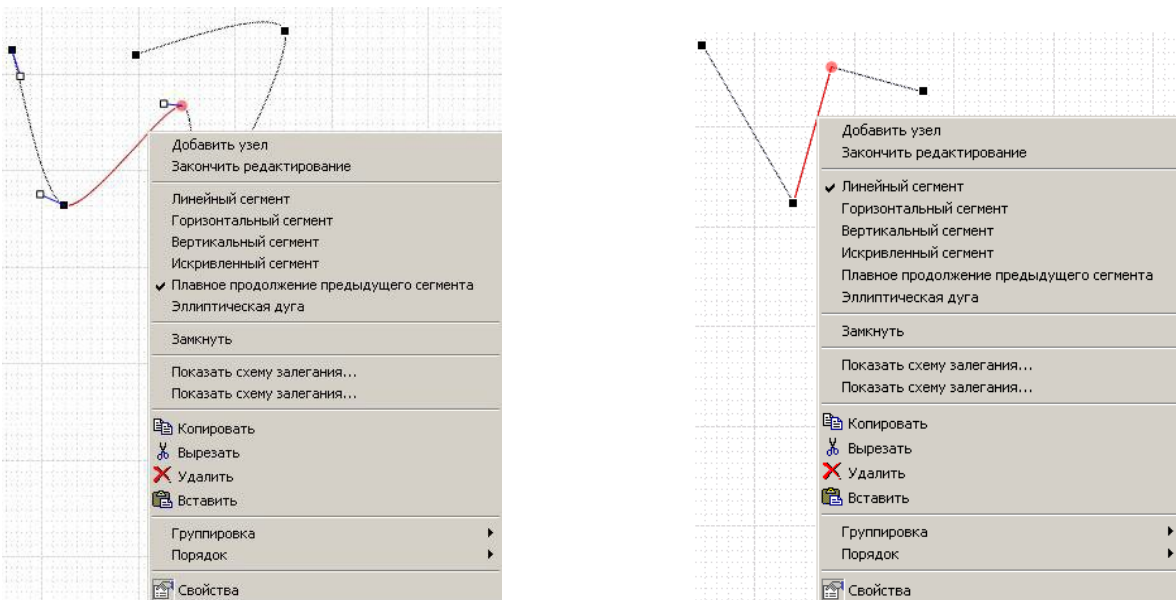 Добавить узел
Закончить редактирование
Линейный сегмент
Горизонтальный сегмент
Вертикальный сегмент
Искривленный сегмент
Плавное продолжение предыдущего сегмента
Эллиптическая дуга
Замкнуть
Показать схему залегания...
Показать схему залегания...
Копировать
Вырезать
Удалить
Вставить
Группировка
Порядок
Свойства
Добавить узел
Закончить редактирование
Линейный сегмент
Горизонтальный сегмент
Вертикальный сегмент
Искривленный сегмент
Плавное продолжение предыдущего сегмента
Эллиптическая дуга
Замкнуть
Показать схему залегания...
Показать схему залегания...
Копировать
Вырезать
Удалить
Вставить
Группировка
Порядок
Свойства